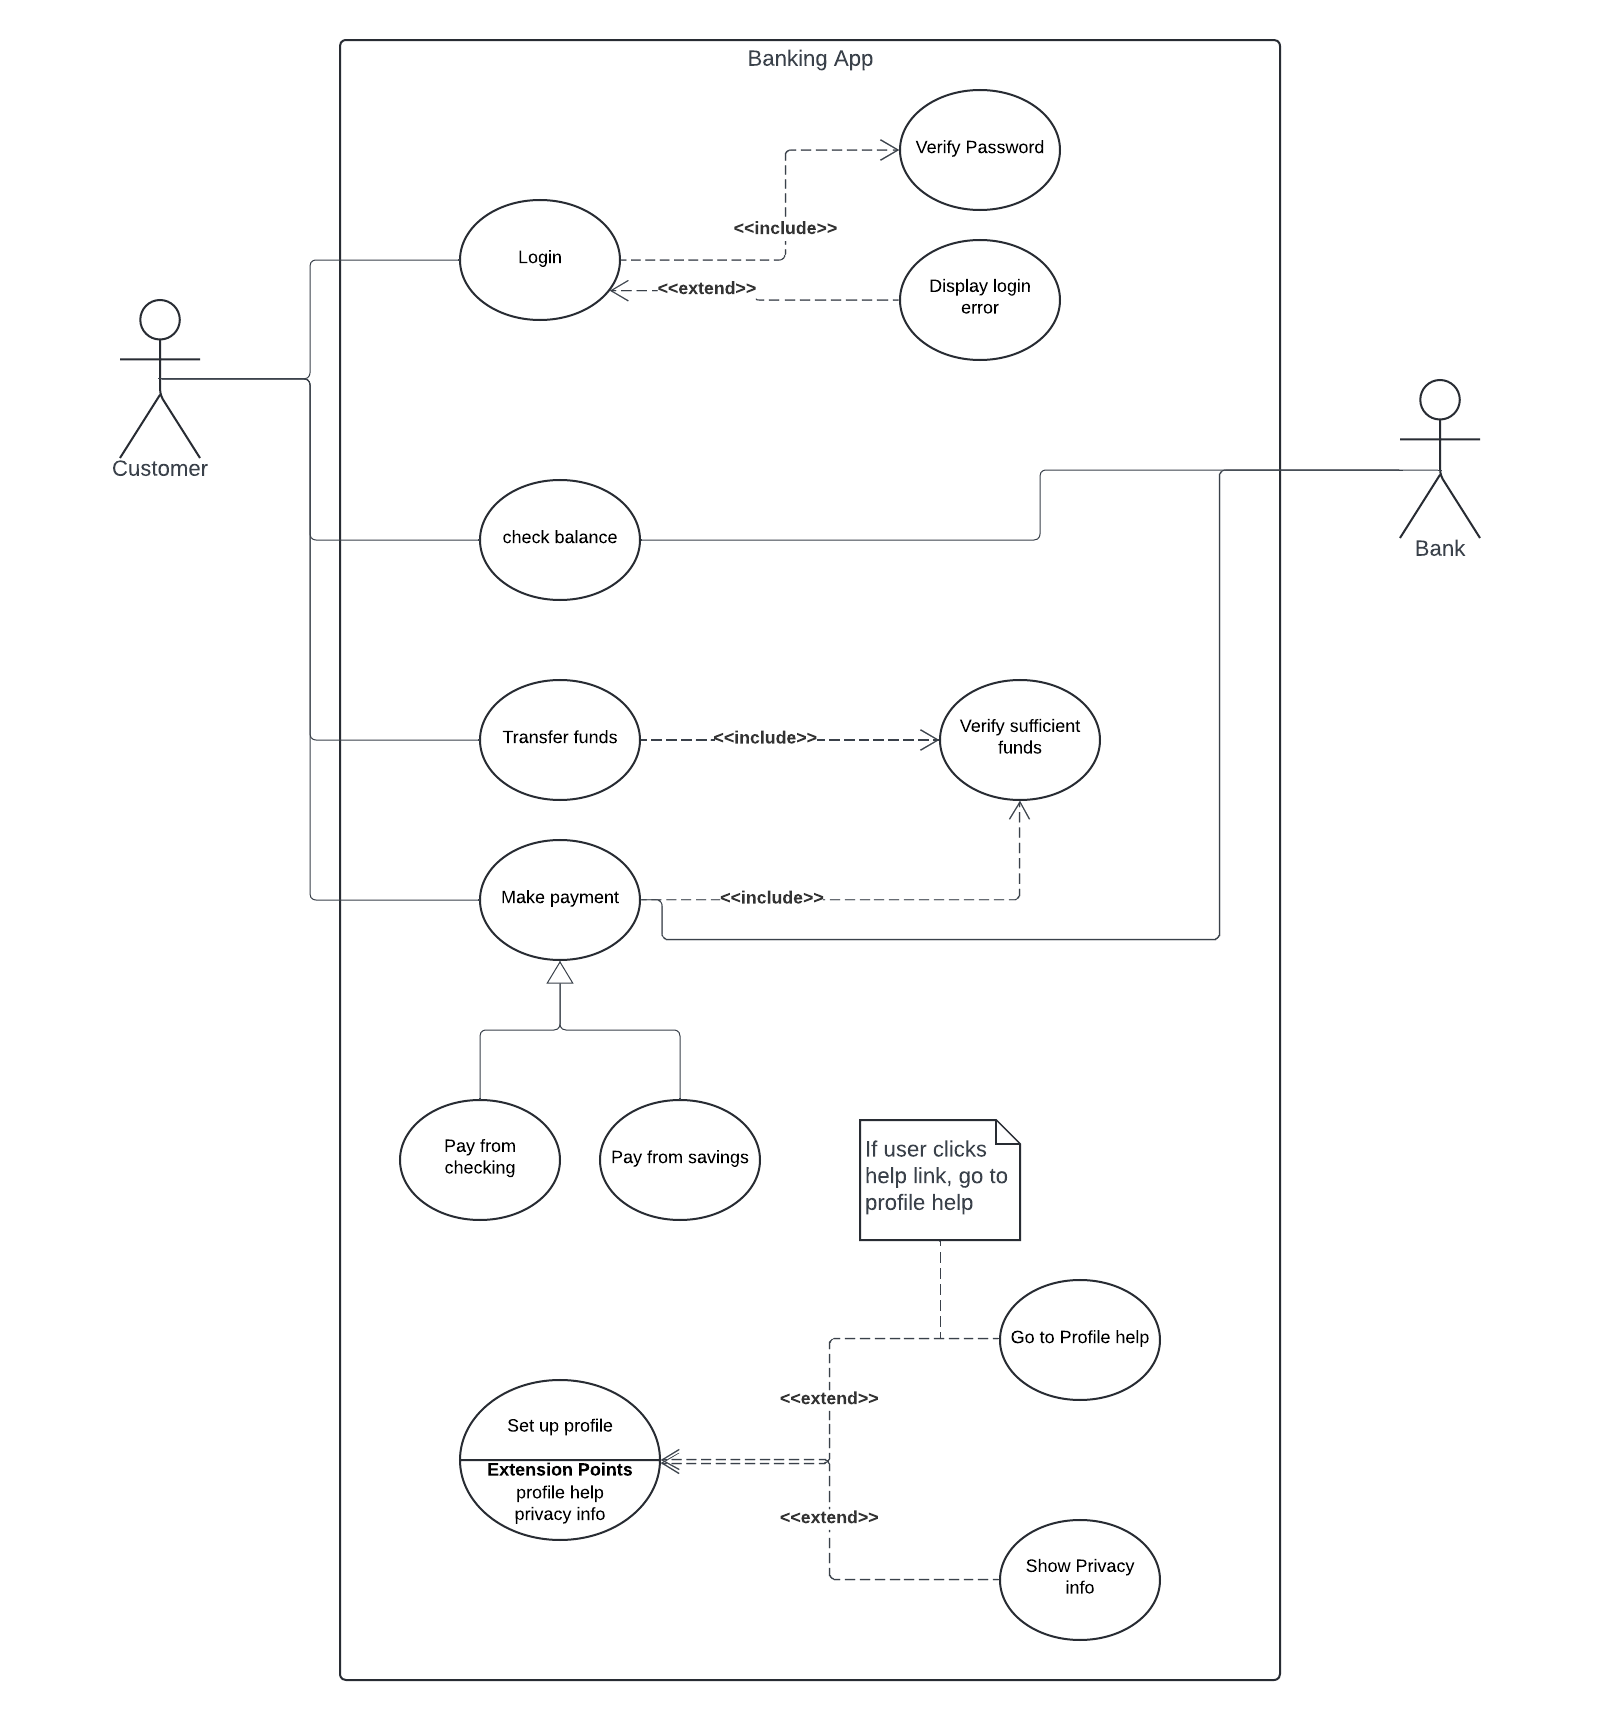 Banking App
Verify Password
<<include>>
Login
Display login
error
<<extend>>
Customer
check balance
Bank
Transfer funds
<<include>>
Verify sufficient
funds
Make payment
<<include>>
Pay from
checking
Pay from savings
If user clicks
help link, go to
profile help
Go to Profile help
<<extend>>
Set up profile
Extension Points
profile help
privacy info
<<extend>>
Show Privacy
info